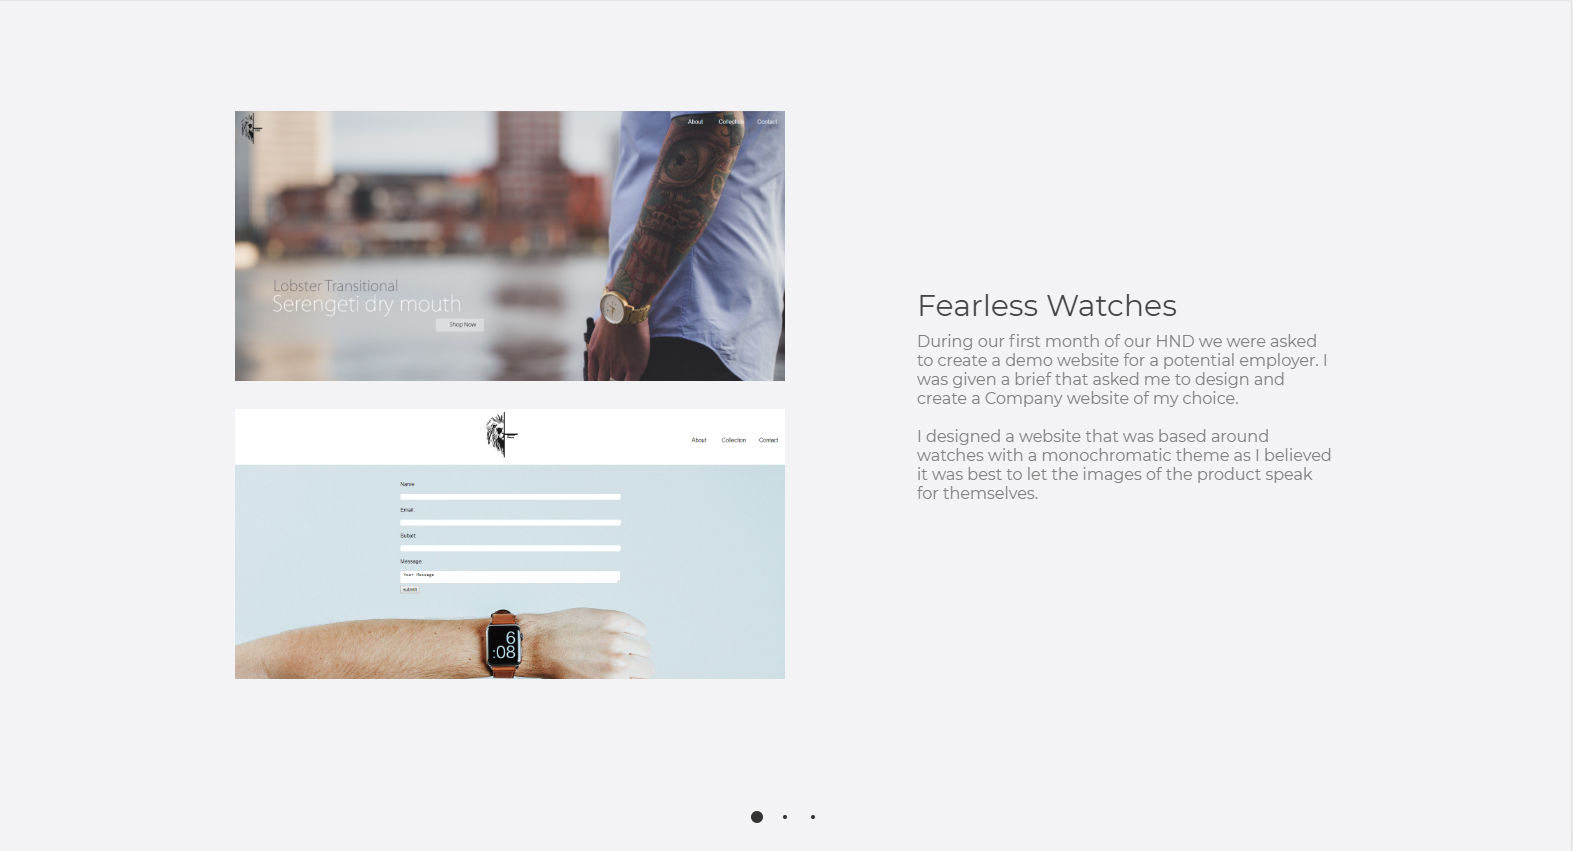 About Collection Contact
Lobster Transitional
Serengeti dry mouth
Shop Now
About Collection Contact
Name
Email
Subjet
Message
Your Message
submit
6
:08
Fearless Watches
During our first month of our HND we were asked
to create a demo website for a potential employer. I
was given a brief that asked me to design and
create a Company website of my choice.
I designed a website that was based around
watches with a monochromatic theme as I believed
it was best to let the images of the product speak
for themselves.